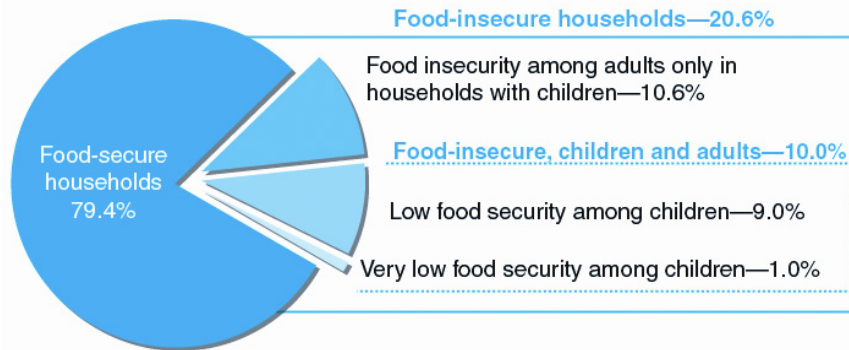 Food-insecure households—20.6%
Food insecurity among adults only in
households with children—10.6%
Food-secure
households
79.4%
Food-insecure, children and adults—10.0%
Low food security among children—9.0%
Very low food security among children—1.0%